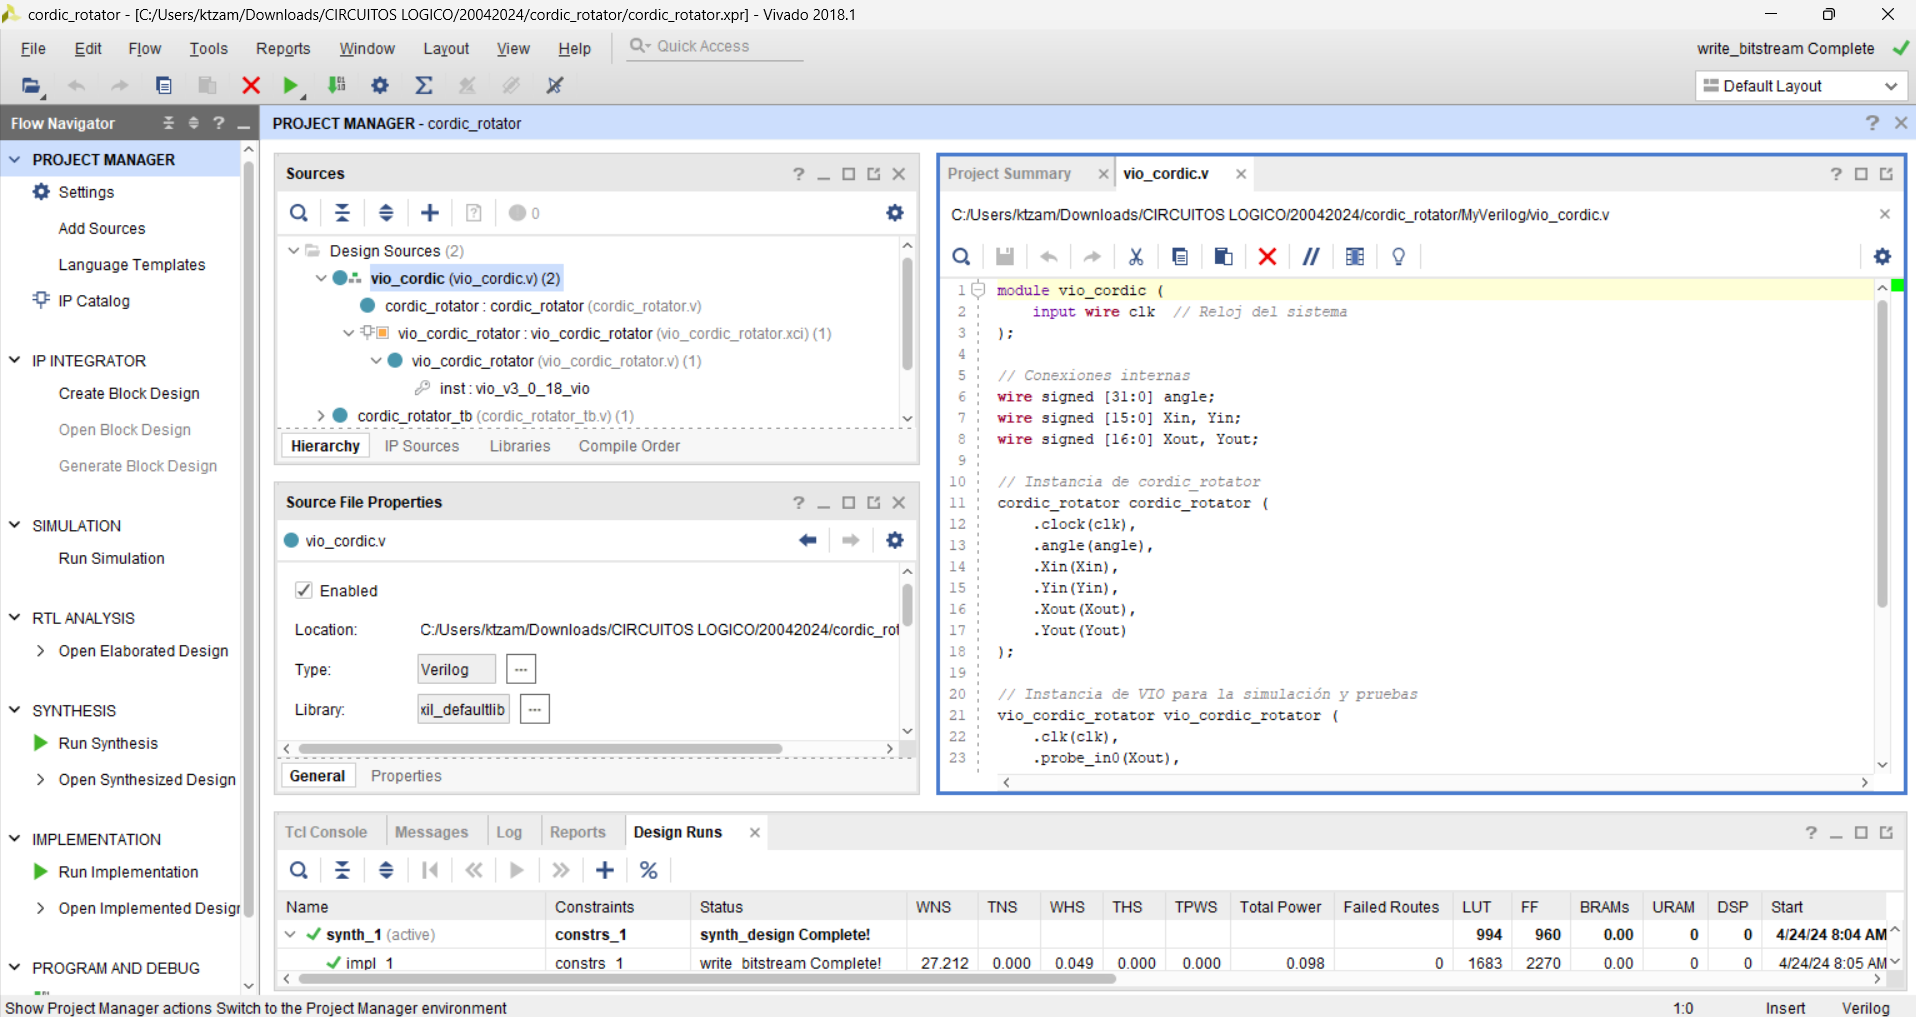 cordic_rotator - [C:/Users/ktzam/Downloads/CIRCUITOS LOGICO/20042024/cordic_rotator/cordic_rotator.xpr] - Vivado 2018.1
File Edit Flow Tools Reports Window Layout View Help Quick Access
write_bitstream Complete
Default Layout
Flow Navigator
PROJECT MANAGER
Settings
Add Sources
Language Templates
IP Catalog
IP INTEGRATOR
Create Block Design
Open Block Design
Generate Block Design
SIMULATION
Run Simulation
RTL ANALYSIS
Open Elaborated Design
SYNTHESIS
Run Synthesis
Open Synthesized Design
IMPLEMENTATION
Run Implementation
Open Implemented Design
PROGRAM AND DEBUG
PROJECT MANAGER - cordic_rotator
Sources
0
Design Sources (2)
vio_cordic (vio_cordic.v) (2)
cordic_rotator : cordic_rotator (cordic_rotator.v)
vio_cordic_rotator : vio_cordic_rotator (vio_cordic_rotator.xci) (1)
vio_cordic_rotator (vio_cordic_rotator.v) (1)
inst : vio_v3_0_18_vio
cordic_rotator_tb (cordic_rotator_tb.v) (1)
Hierarchy IP Sources Libraries Compile Order
Source File Properties
vio_cordic.v
Enabled
Location: C:/Users/ktzam/Downloads/CIRCUITOS LOGICO/20042024/cordic_rot
Type: Verilog ...
Library: xil_defaultlib ...
General Properties
Project Summary vio_cordic.v
C:/Users/ktzam/Downloads/CIRCUITOS LOGICO/20042024/cordic_rotator/MyVerilog/vio_cordic.v
1 module vio_cordic (
2 input wire clk // Reloj del sistema
3 );
4
5 // Conexiones internas
6 wire signed [31:0] angle;
7 wire signed [15:0] Xin, Yin;
8 wire signed [16:0] Xout, Yout;
9
10 // Instancia de cordic_rotator
11 cordic_rotator cordic_rotator (
12 .clock(clk),
13 .angle(angle),
14 .Xin(Xin),
15 .Yin(Yin),
16 .Xout(Xout),
17 .Yout(Yout)
18 );
19
20 // Instancia de VIO para la simulación y pruebas
21 vio_cordic_rotator vio_cordic_rotator (
22 .clk(clk),
23 .probe_in0(Xout),
Tcl Console Messages Log Reports Design Runs
Name Constraints Status WNS TNS WHS THS TPWS Total Power Failed Routes LUT FF BRAMs URAM DSP Start
synth_1 (active) constrs_1 synth_design Complete! 994 960 0.00 0 0 4/24/24 8:04 AM
impl_1 constrs_1 write_bitstream Complete! 27.212 0.000 0.049 0.000 0.000 0.098 0 1683 2270 0.00 0 0 4/24/24 8:05 AM
Show Project Manager actions Switch to the Project Manager environment 1:0 Insert Verilog